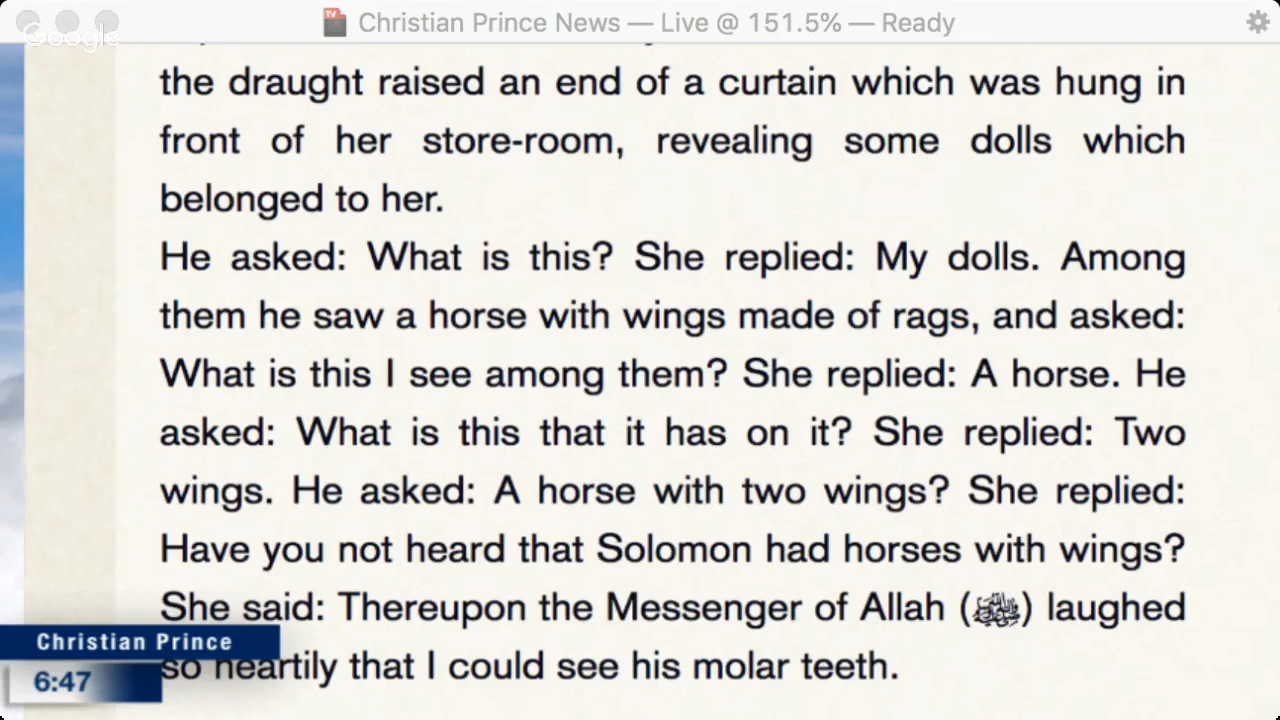 Christian Prince News — Live @ 151.5% — Ready
Google
the draught raised an end of a curtain which was hung in
front of her store-room, revealing some dolls which
belonged to her.
He asked: What is this? She replied: My dolls. Among
them he saw a horse with wings made of rags, and asked:
What is this I see among them? She replied: A horse. He
asked: What is this that it has on it? She replied: Two
wings. He asked: A horse with two wings? She replied:
Have you not heard that Solomon had horses with wings?
She said: Thereupon the Messenger of Allah (ﷺ) laughed
so heartily that I could see his molar teeth.
Christian Prince
6:47